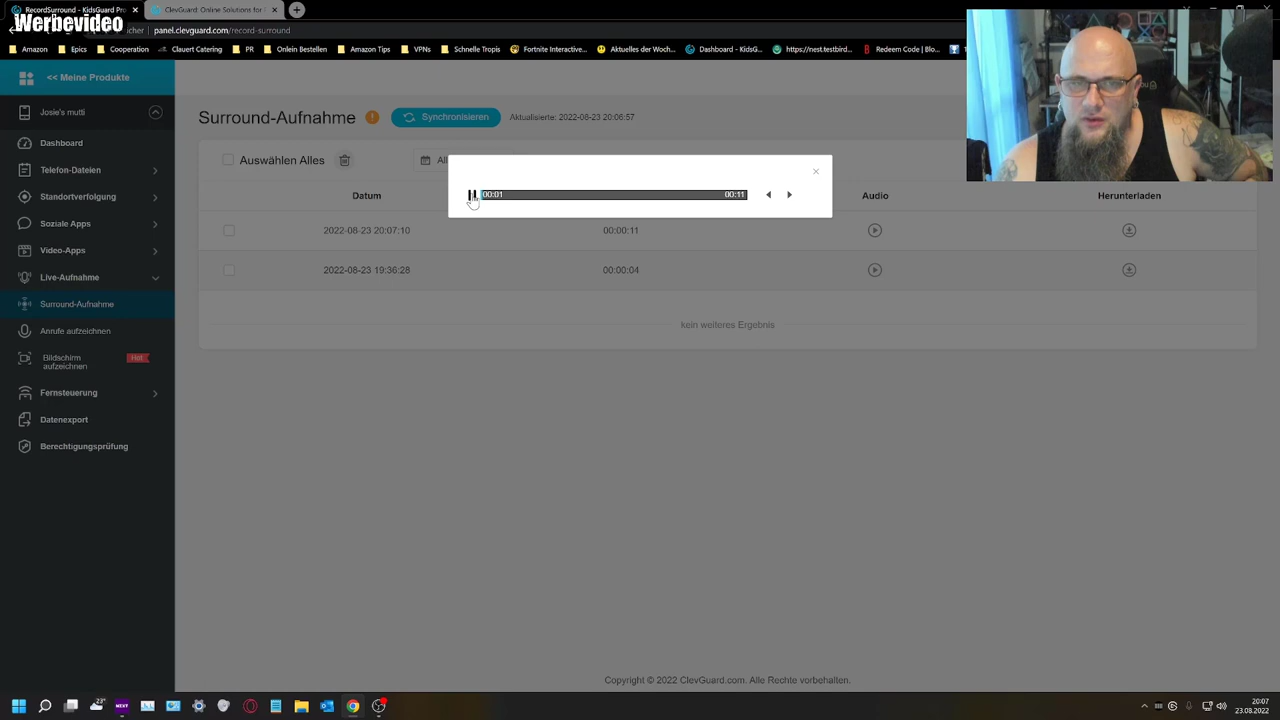 RecordSurround - KidsGuard Pro
ClevGuard: Online Solutions for
Werbevideo
panel.clevguard.com/record-surround
Amazon
Epics
Cooperation
Clauert Catering
PR
Onlein Bestellen
Amazon Tips
VPNs
Schnelle Tropis
Fortnite Interactive...
Aktuelles der Woch...
Dashboard - KidsG...
https://nest.testbird...
Redeem Code | Blo...
<< Meine Produkte
Josie's mutti
Surround-Aufnahme
Synchronisieren
Aktualisierte: 2022-08-23 20:06:57
Dashboard
Auswählen Alles
All
Telefon-Dateien
Datum
00:01
00:11
Audio
Herunterladen
Standortverfolgung
Soziale Apps
2022-08-23 20:07:10
00:00:11
Video-Apps
Live-Aufnahme
2022-08-23 19:36:28
00:00:04
Surround-Aufnahme
kein weiteres Ergebnis
Anrufe aufzeichnen
Bildschirm
aufzeichnen
Hot
Fernsteuerung
Datenexport
Berechtigungsprüfung
Copyright © 2022 ClevGuard.com. Alle Rechte vorbehalten.
23°
NEXT
20:07
23.08.2022